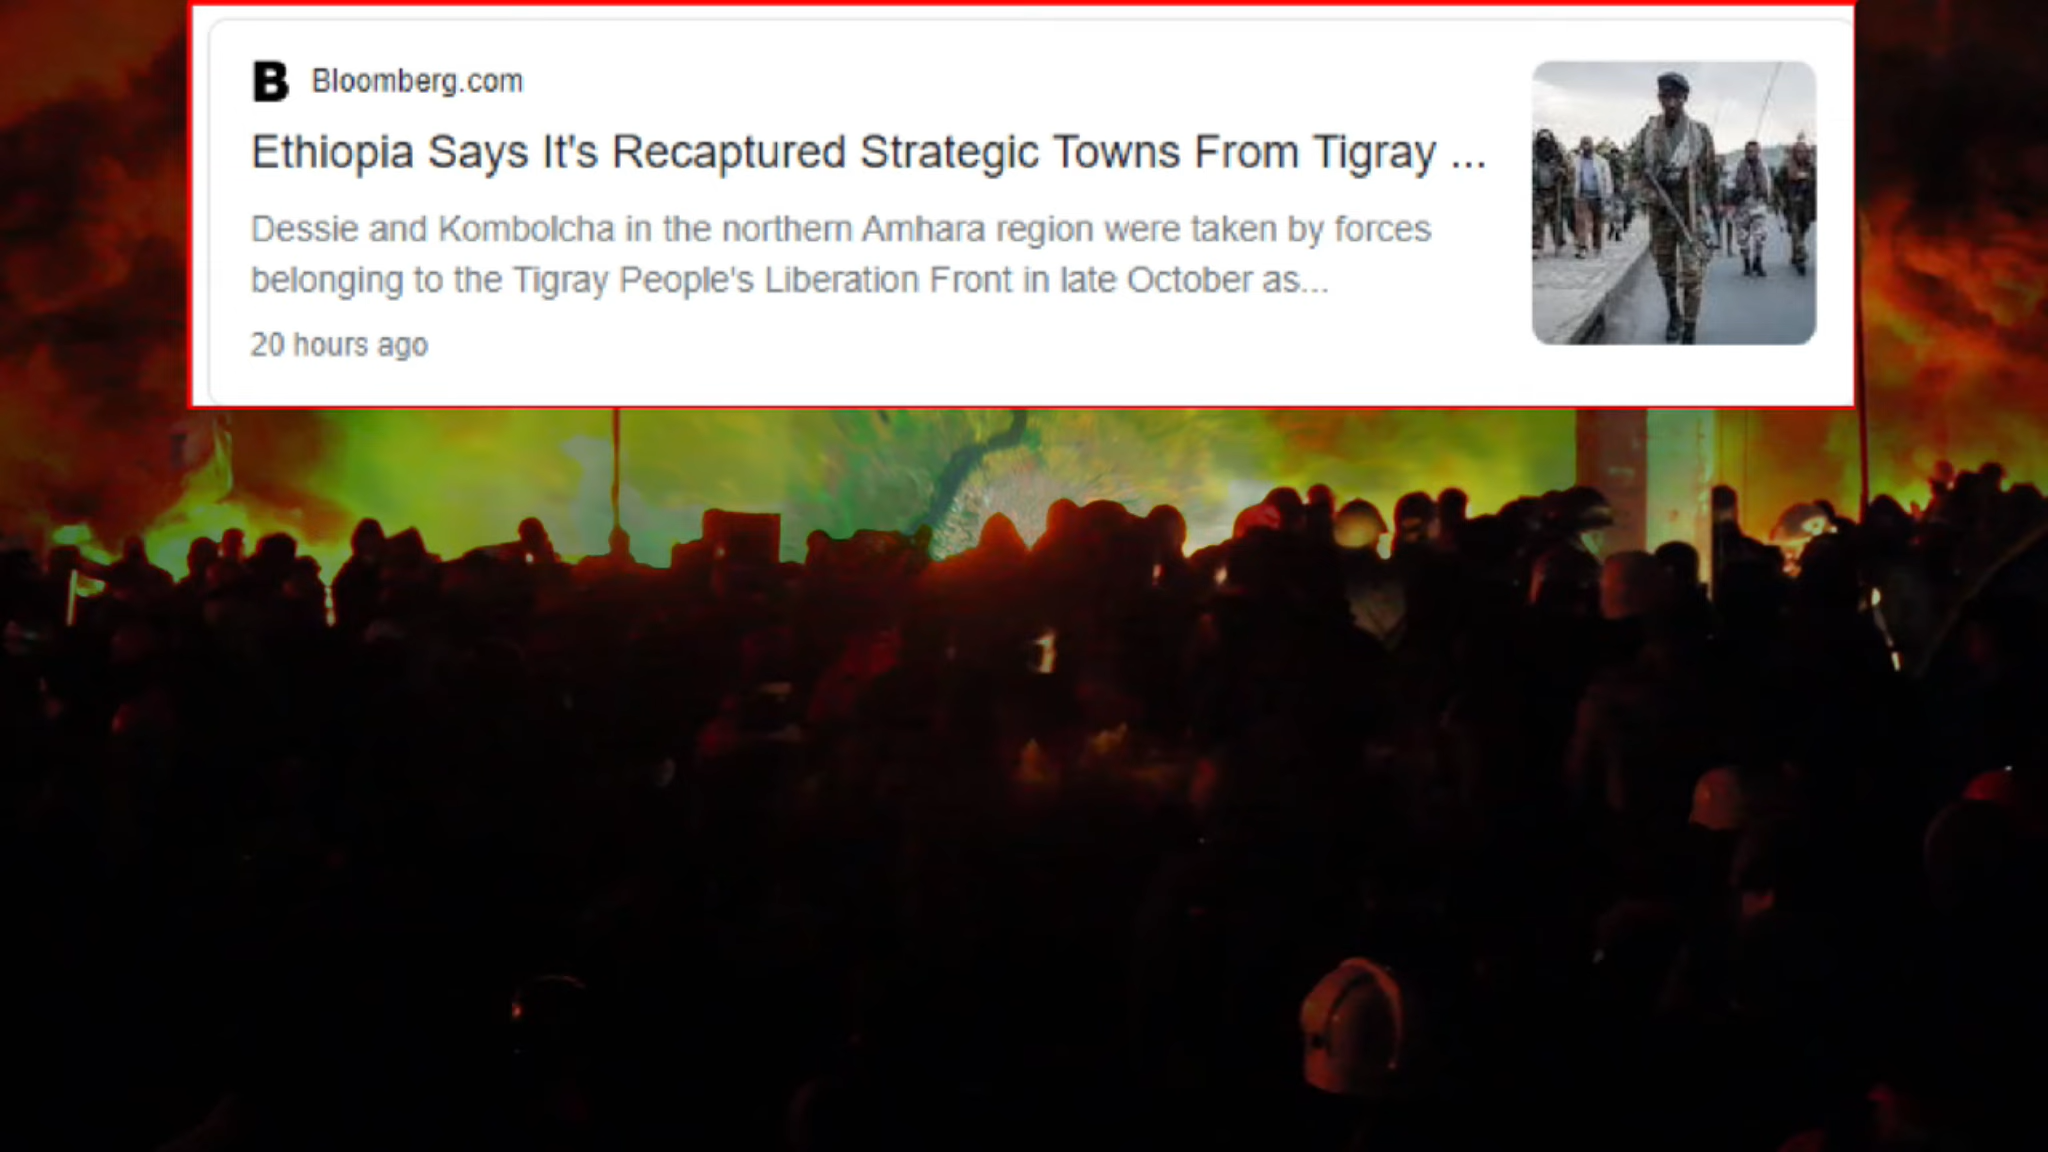 B Bloomberg.com
Ethiopia Says It's Recaptured Strategic Towns From Tigray ...
Dessie and Kombolcha in the northern Amhara region were taken by forces
belonging to the Tigray People's Liberation Front in late October as...
20 hours ago